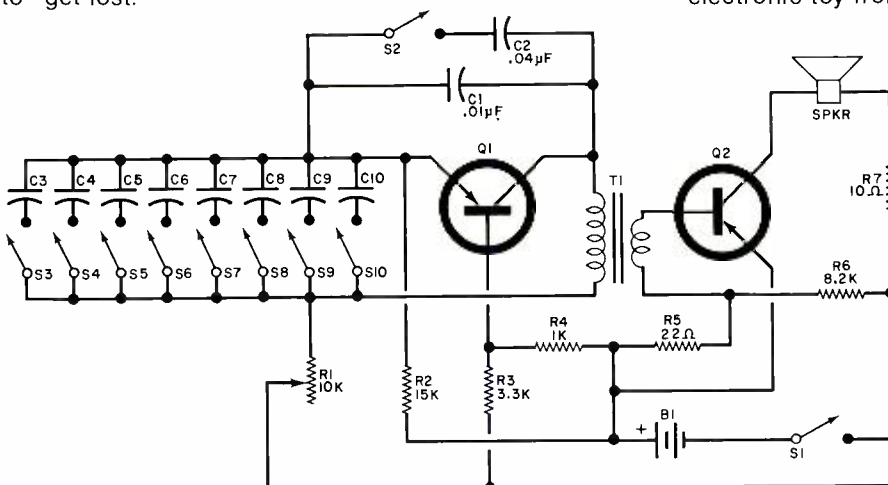 to "get lost.
electronic toy fro
S2
C2
.04µF
C1
.01µF
SPKR
Q1
Q2
T1
R7
10Ω
C3
C4
C5
C6
C7
C8
C9
C10
S3
S4
S5
S6
S7
S8
S9
S10
R6
8.2K
R4
1K
R5
22Ω
R1
10K
R2
15K
R3
3.3K
+
B1
S1